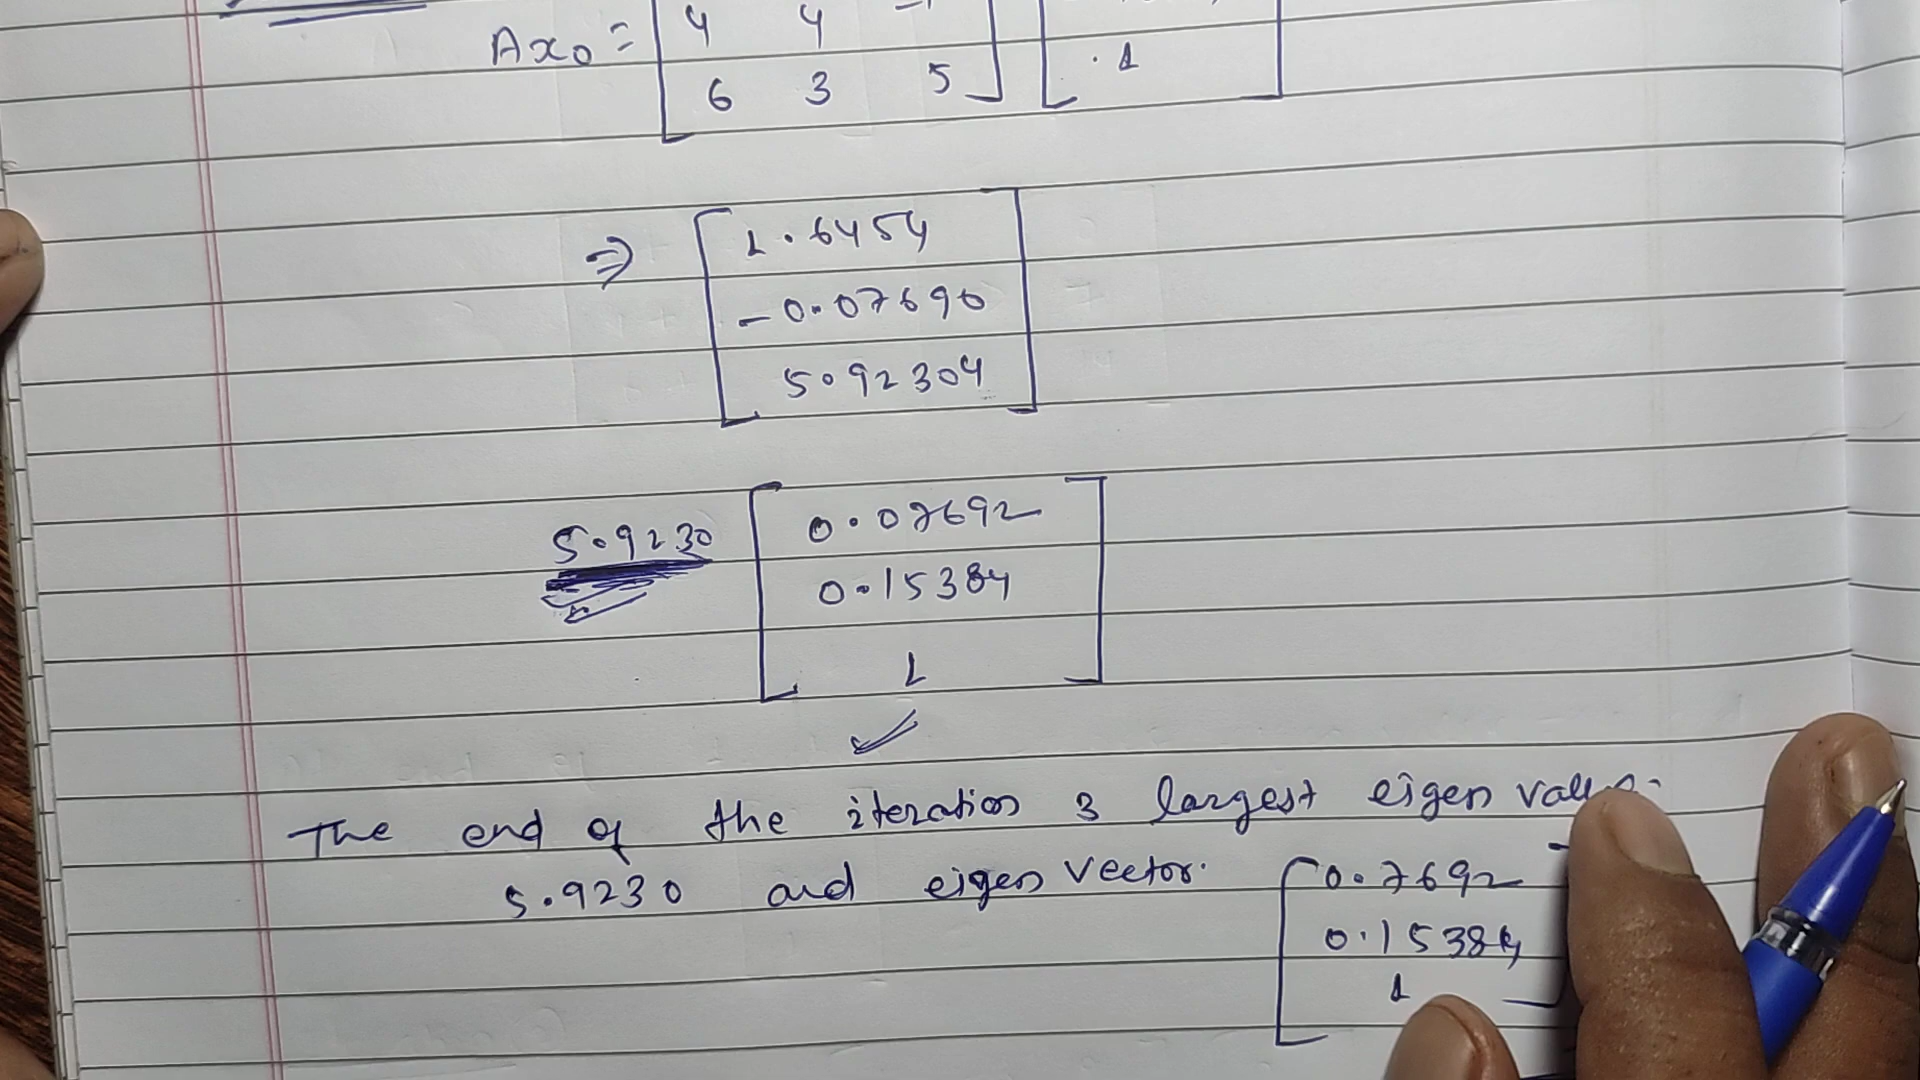 4 4 -1
Ax₀ =
6 3 5 .1
⇒ 1.6454
-0.07690
5.92304
5.9230
0.07692
0.15384
1
The end of the iteration 3 largest eigen value.
5.9230 and eigen vector.
0.7692
0.15384
1